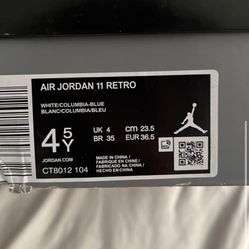 AIR JORDAN 11 RETRO
WHITE/COLUMBIA-BLUE
BLANC/COLUMBIA/BLEU
4.5Y
UK 4
cm 23.5
BR 35
EUR 36.5
JORDAN.COM
MADE IN CHINA/
FABRIQUÉ EN CHINE/
FABRICADO EN CHINA/
HECHO EN CHINA
CT8012 104